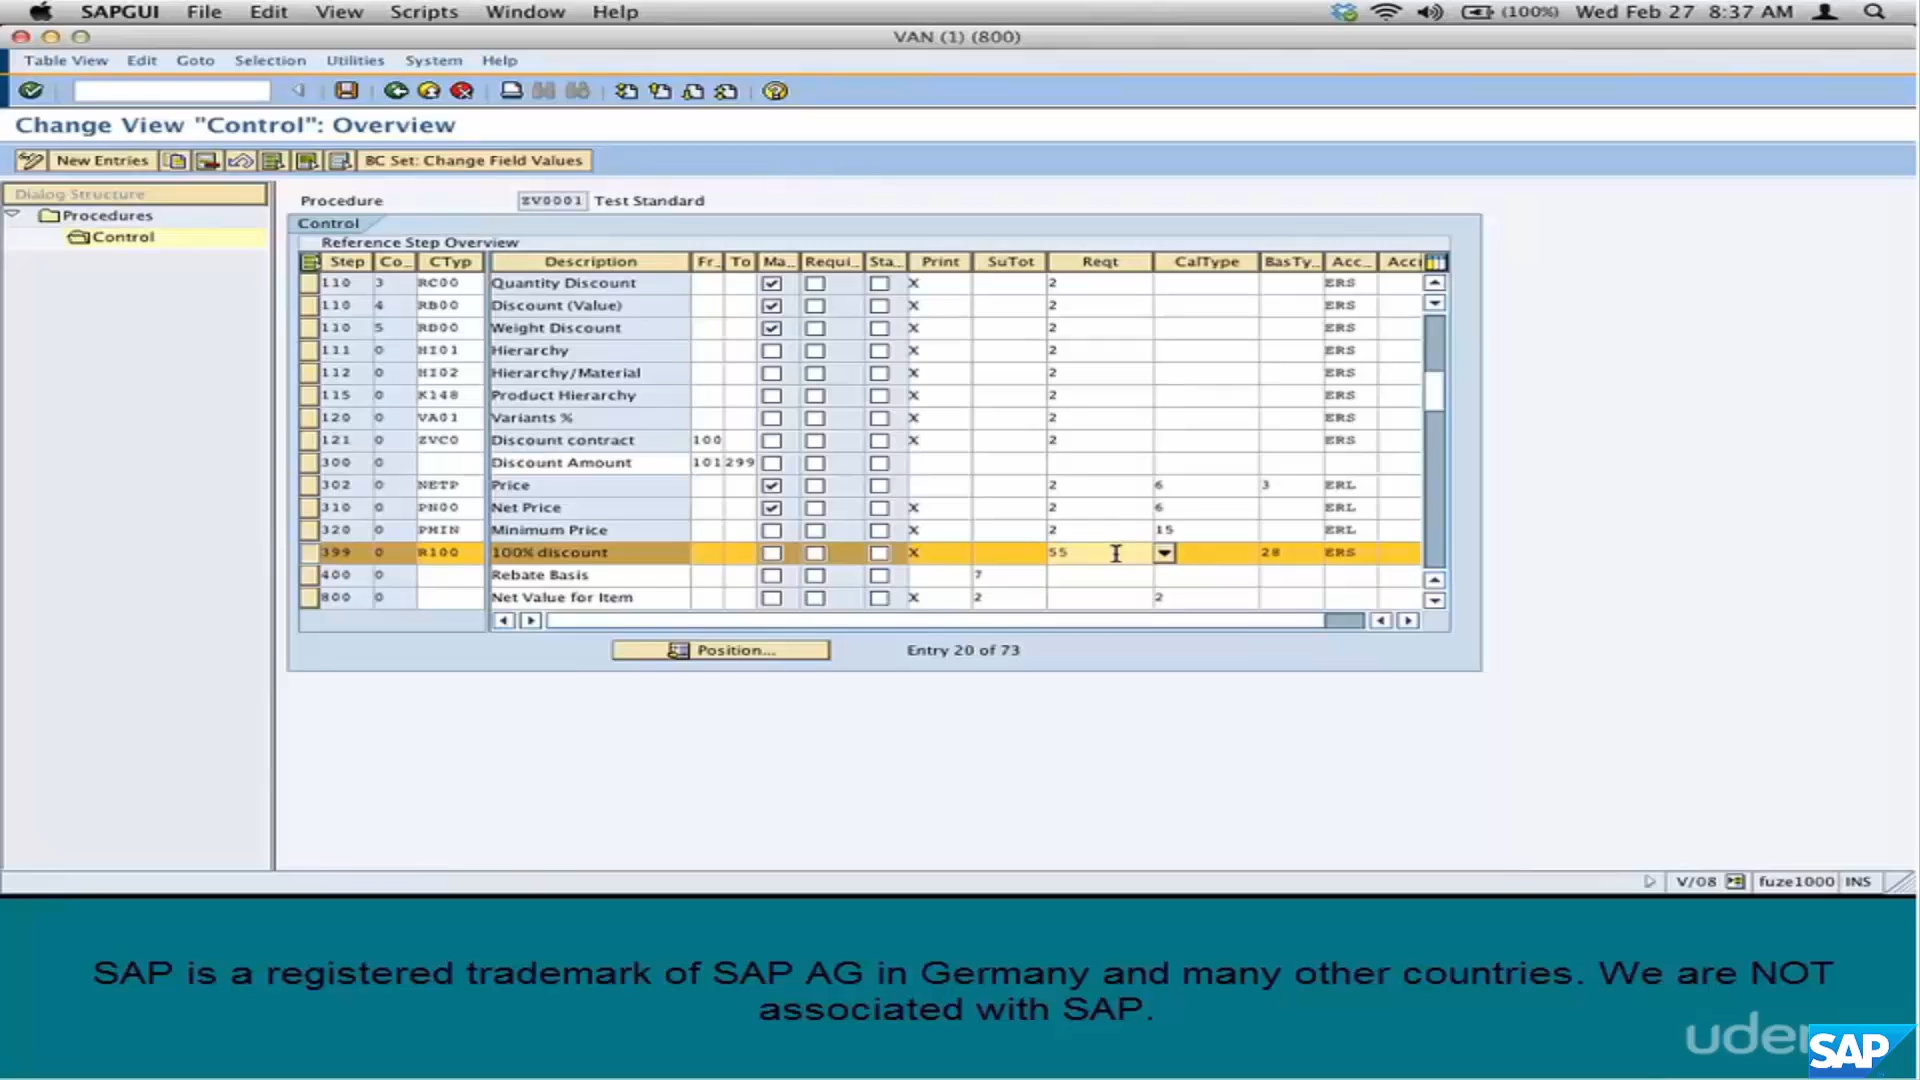 SAPGUI File Edit View Scripts Window Help (100%) Wed Feb 27 8:37 AM
VAN (1) (800)
Table View Edit Goto Selection Utilities System Help
Change View "Control": Overview
New Entries BC Set: Change Field Values
Dialog Structure
Procedures
Control
Procedure ZV0001 Test Standard
Control
Reference Step Overview
Step Co.. CTyp Description Fr.. To Ma.. Requi.. Sta.. Print SuTot Reqt CalType BasTy.. Acc.. Acc
110 3 RC00 Quantity Discount X 2 ERS
110 4 RB00 Discount (Value) X 2 ERS
110 5 RD00 Weight Discount X 2 ERS
111 0 HI01 Hierarchy X 2 ERS
112 0 HI02 Hierarchy/Material X 2 ERS
115 0 K148 Product Hierarchy X 2 ERS
120 0 VA01 Variants % X 2 ERS
121 0 ZVC0 Discount contract 100 X 2 ERS
300 0 Discount Amount 101 299
302 0 NETP Price 2 6 3 ERL
310 0 PN00 Net Price X 2 6 ERL
320 0 PMIN Minimum Price X 2 15 ERL
399 0 R100 100% discount X 55 28 ERS
400 0 Rebate Basis 7
800 0 Net Value for Item X 2 2
Position... Entry 20 of 73
V/08 fuze1000 INS
SAP is a registered trademark of SAP AG in Germany and many other countries. We are NOT
associated with SAP.
SAP